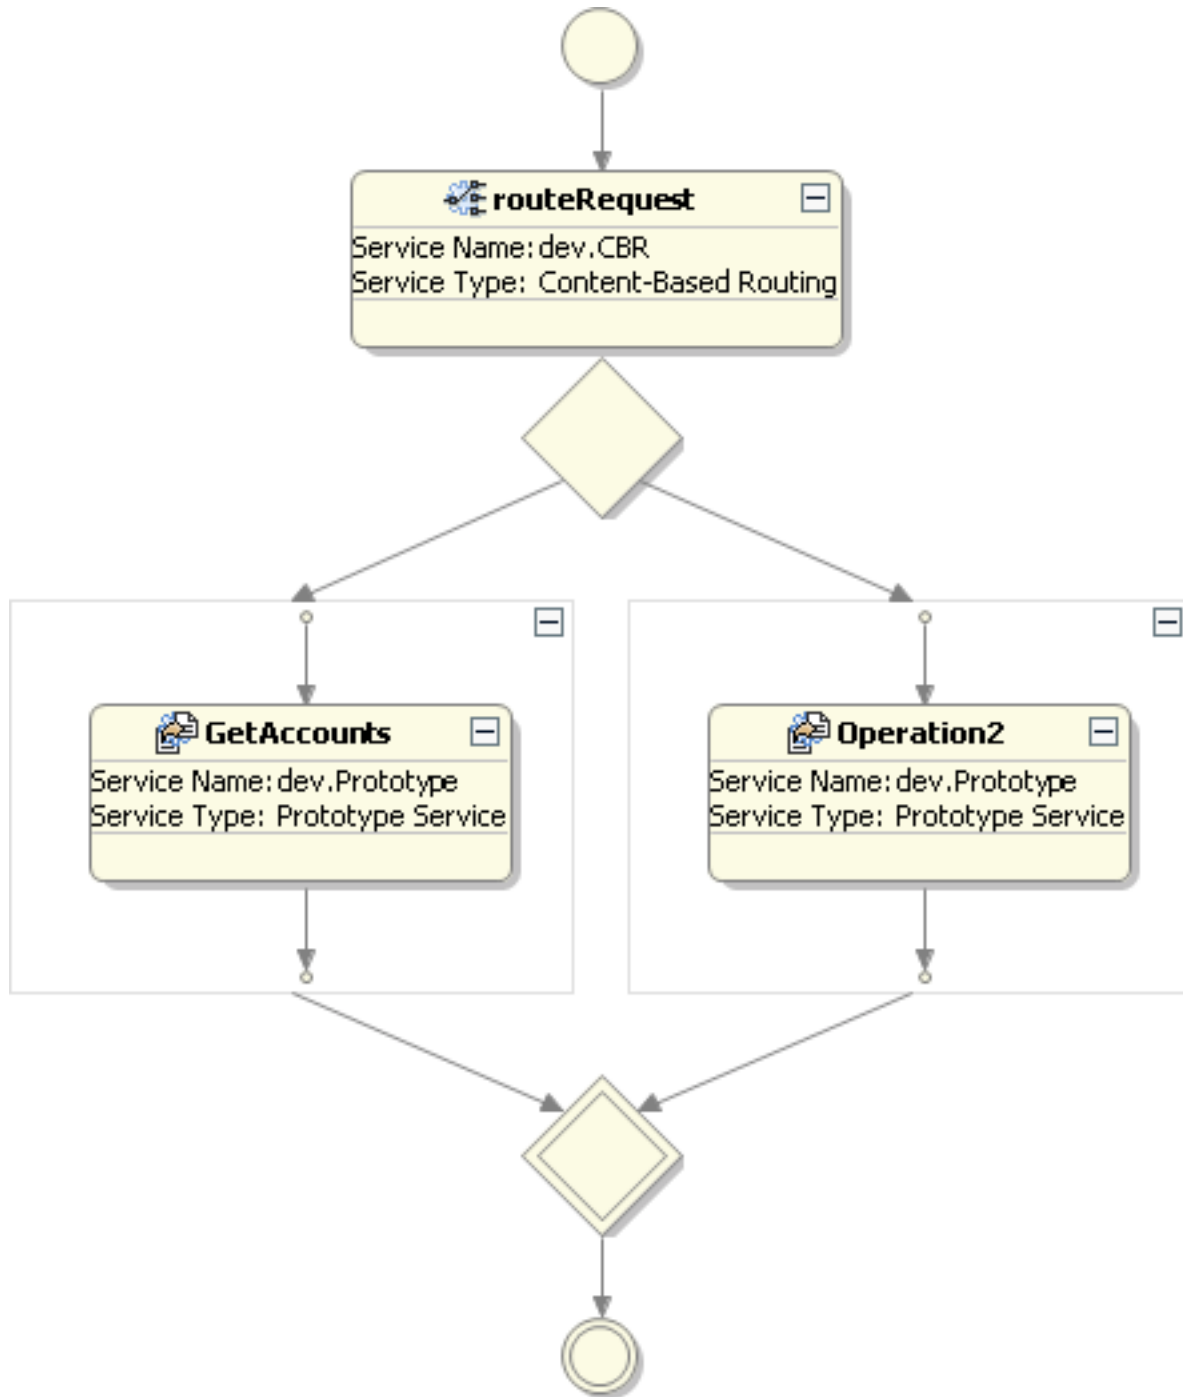 routeRequest
Service Name: dev.CBR
Service Type: Content-Based Routing
GetAccounts
Service Name: dev.Prototype
Service Type: Prototype Service
Operation2
Service Name: dev.Prototype
Service Type: Prototype Service